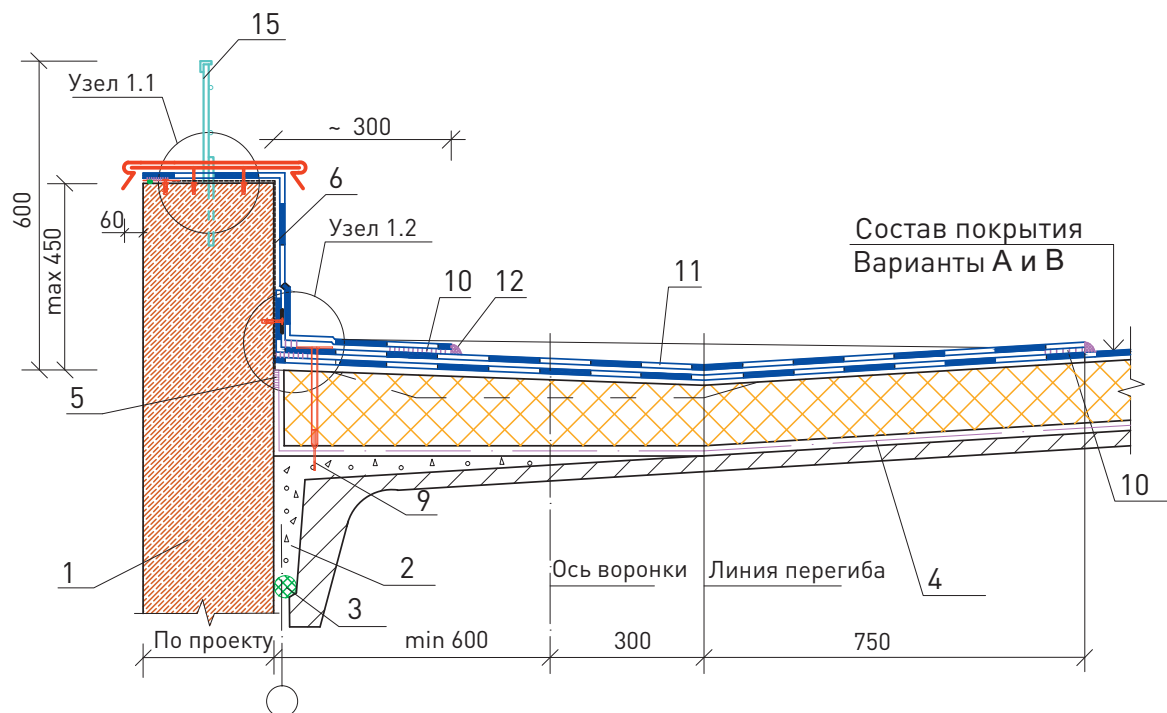 15
Узел 1.1
~ 300
6
600
60
max 450
Узел 1.2
10
12
11
Состав покрытия
Варианты А и В
5
9
10
1
2
3
Ось воронки
Линия перегиба
4
По проекту
min 600
300
750